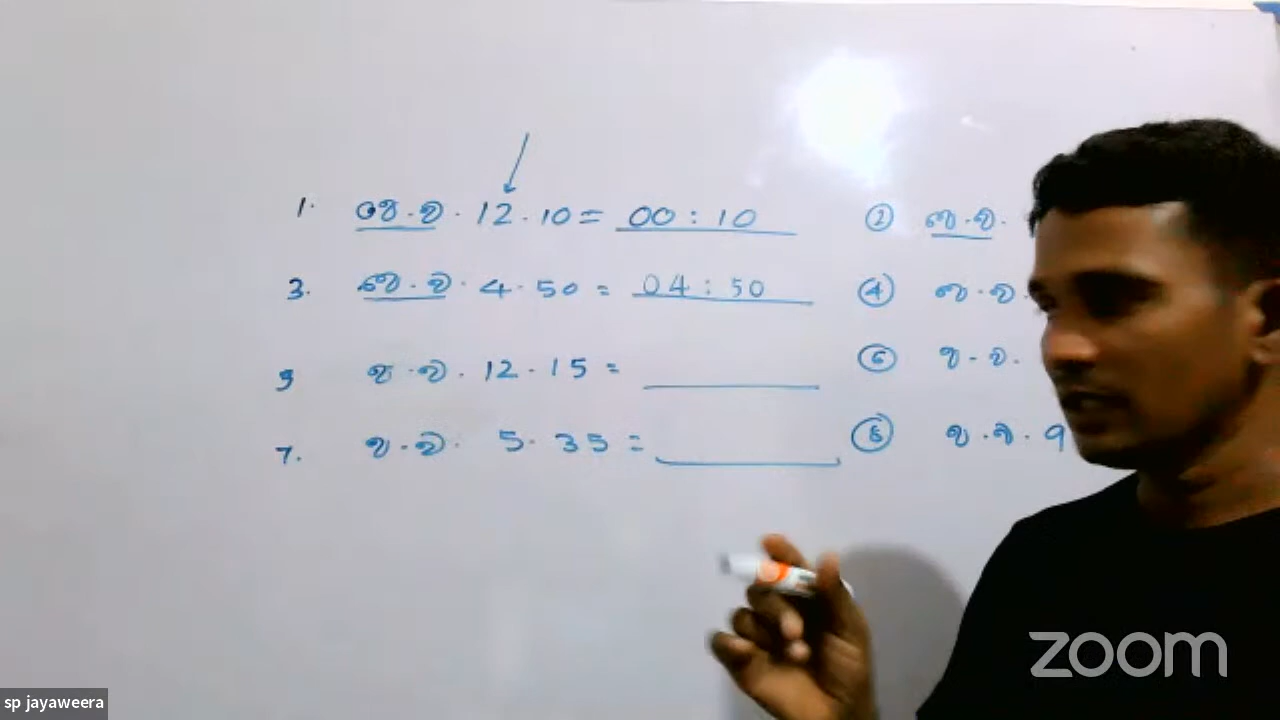 1. පෙ.ව. 12.10 = 00 : 10
② පෙ.ව.
3. පෙ.ව. 4.50 = 04 : 50
④ පෙ.ව.
5 ප.ව. 12.15 =
⑥ ප.ව.
7. ප.ව. 5.35 =
⑧ ප.ව. 9
zoom
sp jayaweera